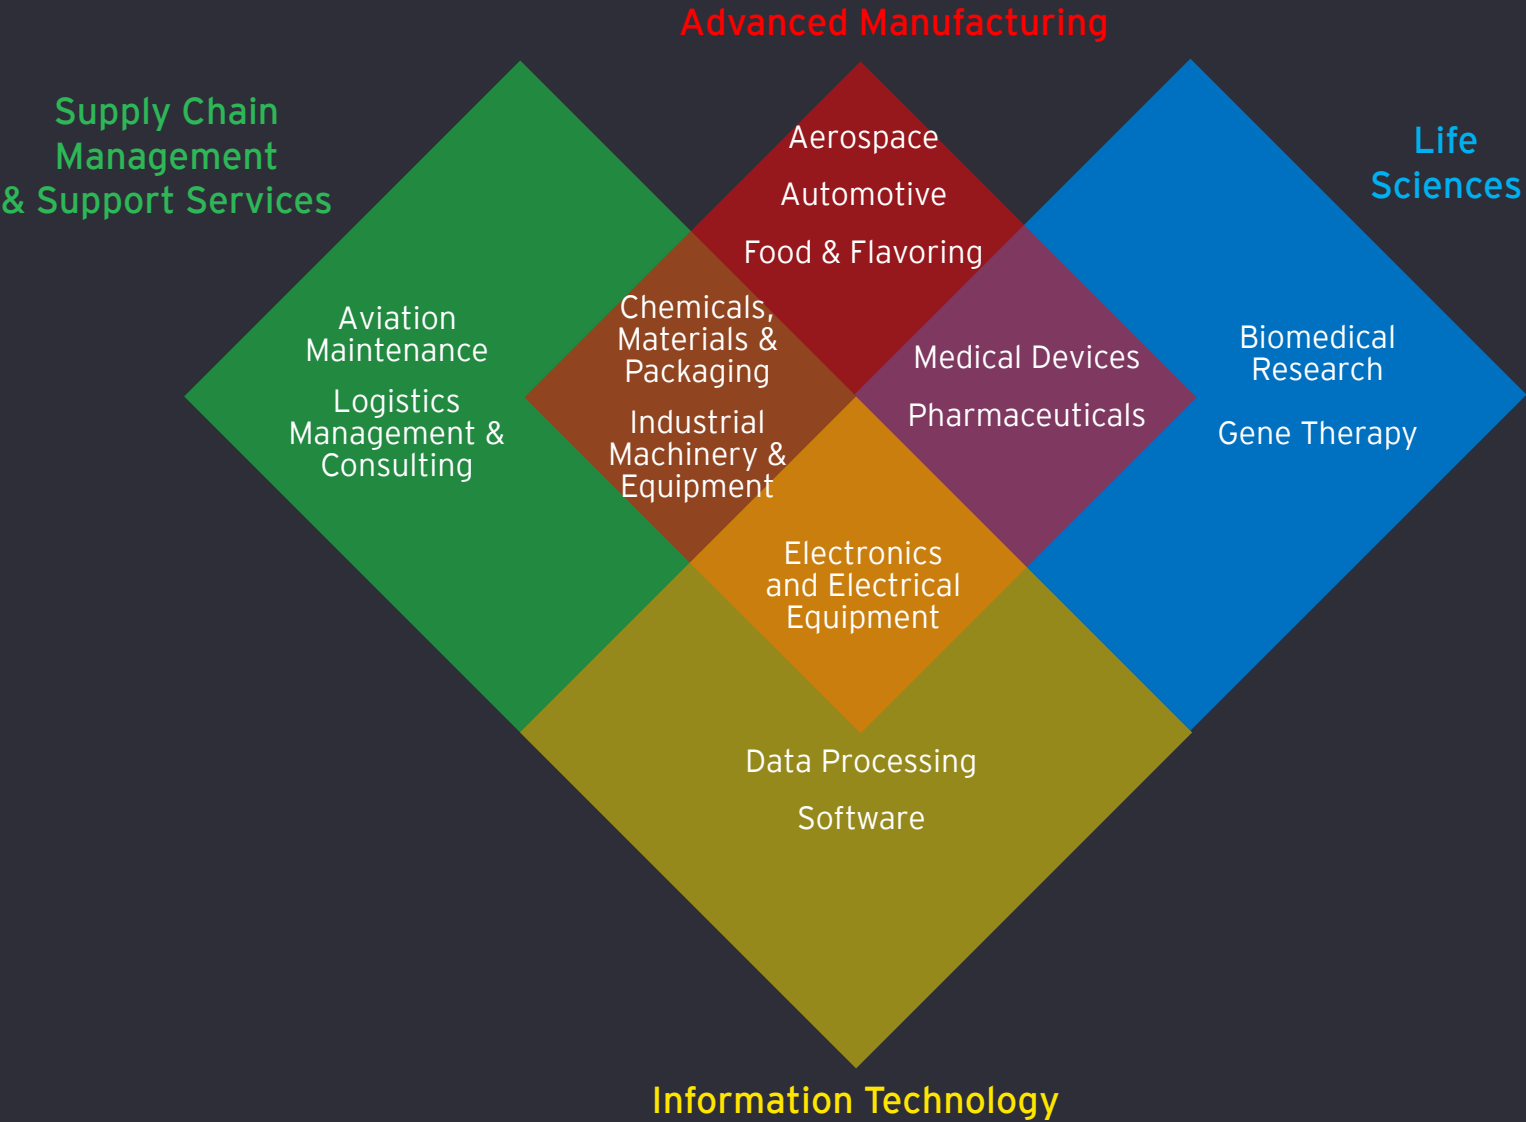 Advanced Manufacturing
Supply Chain
Management
& Support Services
Life
Sciences
Aerospace
Automotive
Food & Flavoring
Aviation
Maintenance
Logistics
Management &
Consulting
Chemicals,
Materials &
Packaging
Industrial
Machinery &
Equipment
Medical Devices
Pharmaceuticals
Biomedical
Research
Gene Therapy
Electronics
and Electrical
Equipment
Data Processing
Software
Information Technology